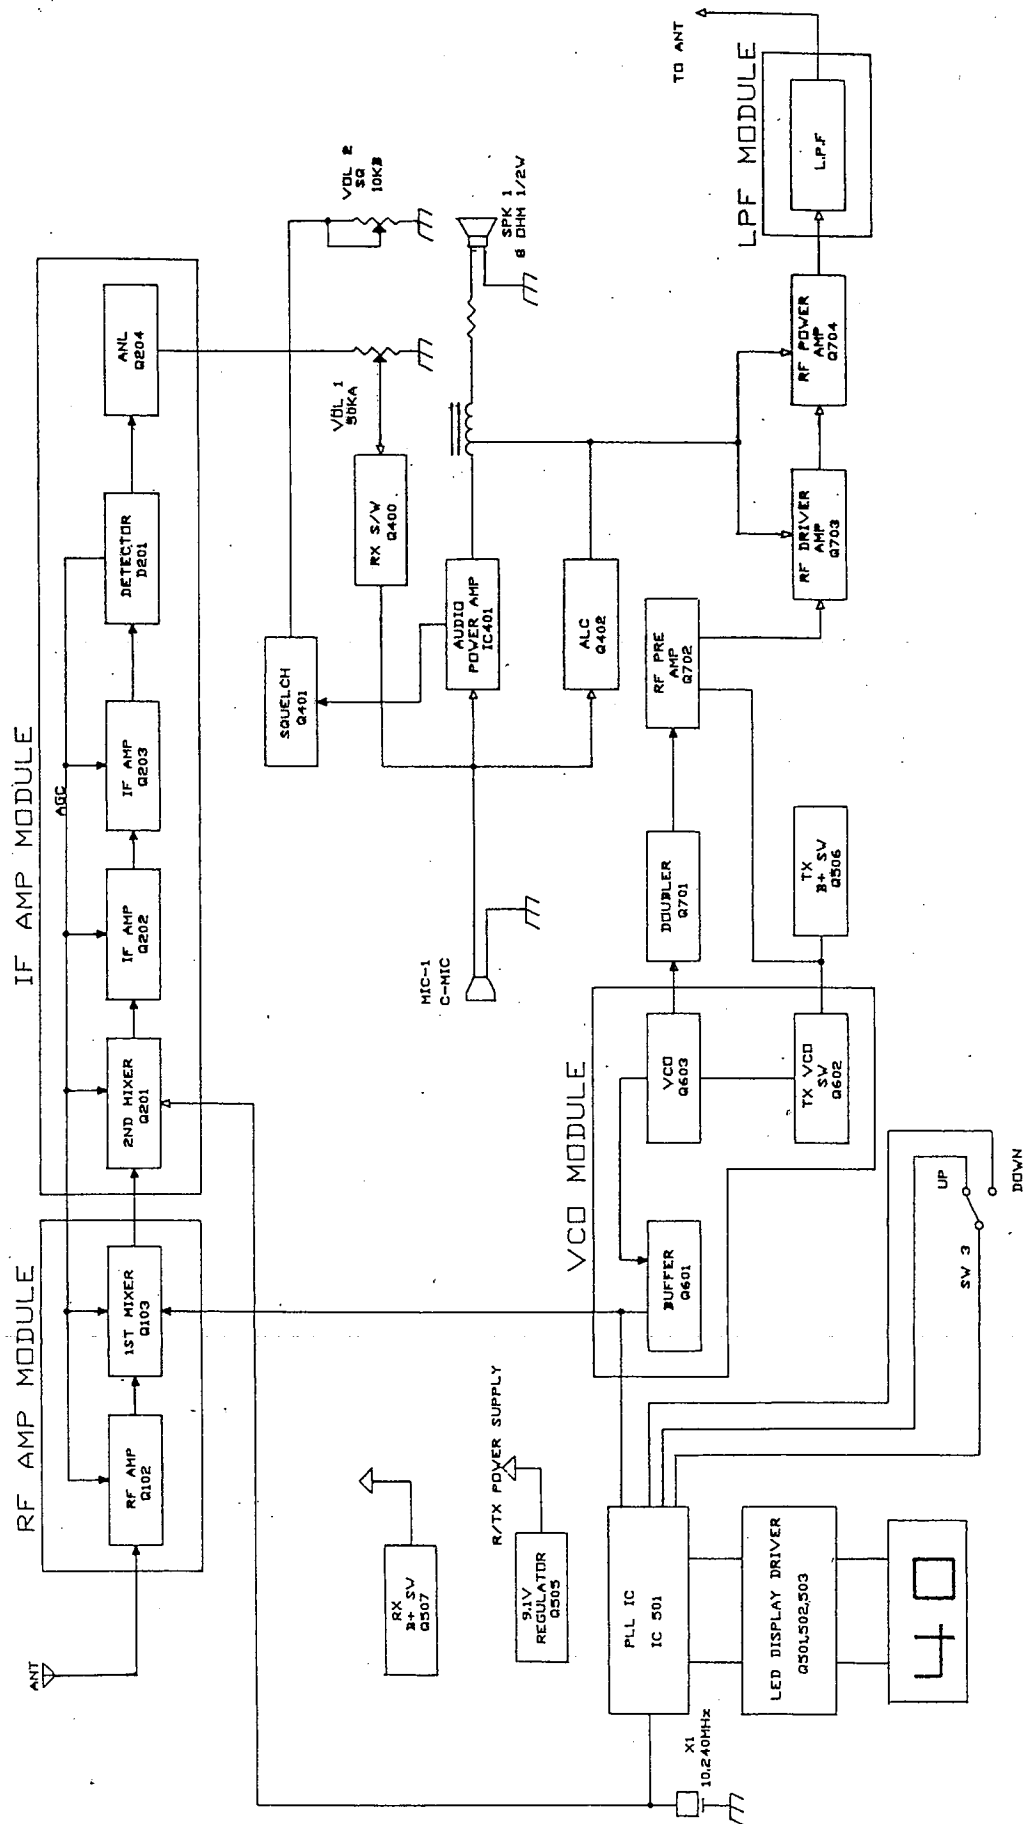 RF AMP MODULE
IF AMP MODULE
ANT
RF AMP
Q102
1ST MIXER
Q103
2ND MIXER
Q201
IF AMP
Q202
IF AMP
Q203
DETECTOR
D201
ANL
Q204
AGC
RX
B+ SW
Q507
SQUELCH
Q401
RX S/W
Q400
VOL 1
50KA
VOL 2
SQ
10KB
R/TX POWER SUPPLY
9.1V
REGULATOR
Q505
MIC-1
C-MIC
AUDIO
POWER AMP
IC401
SPK 1
8 OHM 1/2W
ALC
Q402
VCO MODULE
PLL IC
IC 501
BUFFER
Q601
VCO
Q603
DOUBLER
Q701
RF PRE
AMP
Q702
TO ANT
X1
10.240MHz
LED DISPLAY DRIVER
Q501,502,503
TX VCO
SW
Q602
TX
B+ SW
Q506
RF DRIVER
AMP
Q703
RF POWER
AMP
Q704
LPF MODULE
L.P.F
40
SW 3
UP
DOWN